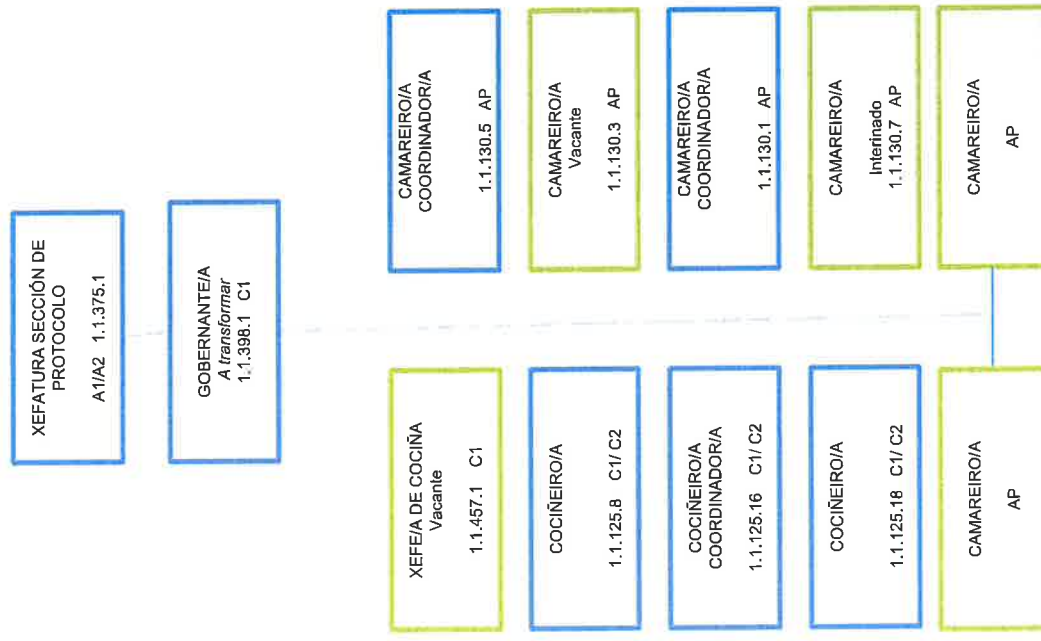 XEFATURA SECCIÓN DE
PROTOCOLO
A1/A2 1.1.375.1
GOBERNANTE/A
A transformar
1.1.398.1 C1
XEFE/A DE COCIÑA
Vacante
1.1.457.1 C1
COCIÑEIRO/A
1.1.125.8 C1/ C2
COCIÑEIRO/A
COORDINADOR/A
1.1.125.16 C1/ C2
COCIÑEIRO/A
1.1.125.18 C1/ C2
CAMAREIRO/A
AP
CAMAREIRO/A
COORDINADOR/A
1.1.130.5 AP
CAMAREIRO/A
Vacante
1.1.130.3 AP
CAMAREIRO/A
COORDINADOR/A
1.1.130.1 AP
CAMAREIRO/A
Interinado
1.1.130.7 AP
CAMAREIRO/A
AP